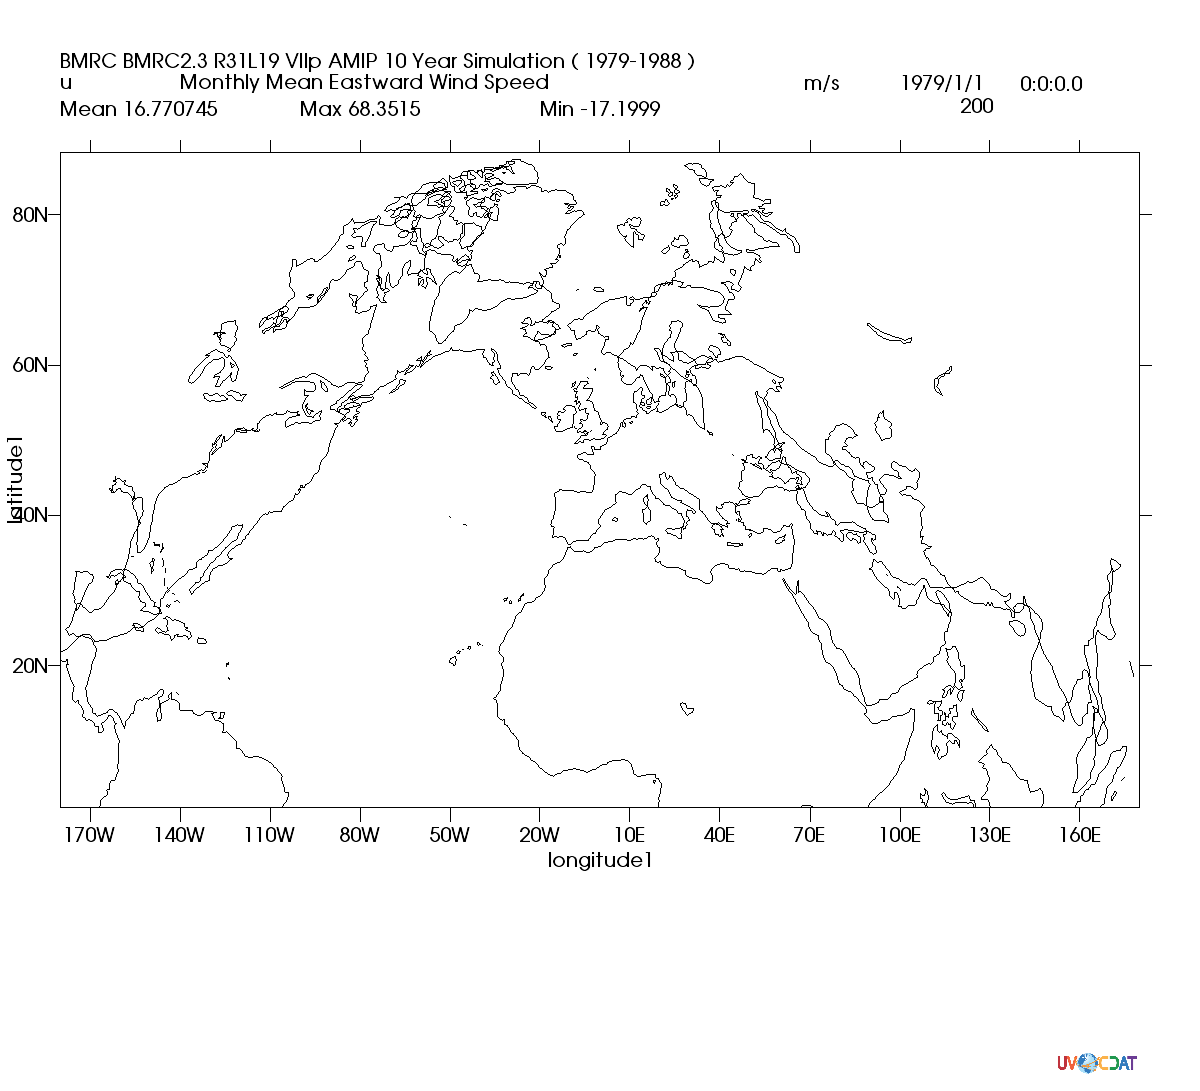 BMRC BMRC2.3 R31L19 VIIp AMIP 10 Year Simulation ( 1979-1988 )
u Monthly Mean Eastward Wind Speed m/s 1979/1/1 0:0:0.0
Mean 16.770745 Max 68.3515 Min -17.1999 200
80N
60N
40N
20N
latitude1
170W 140W 110W 80W 50W 20W 10E 40E 70E 100E 130E 160E
longitude1
UV CDAT